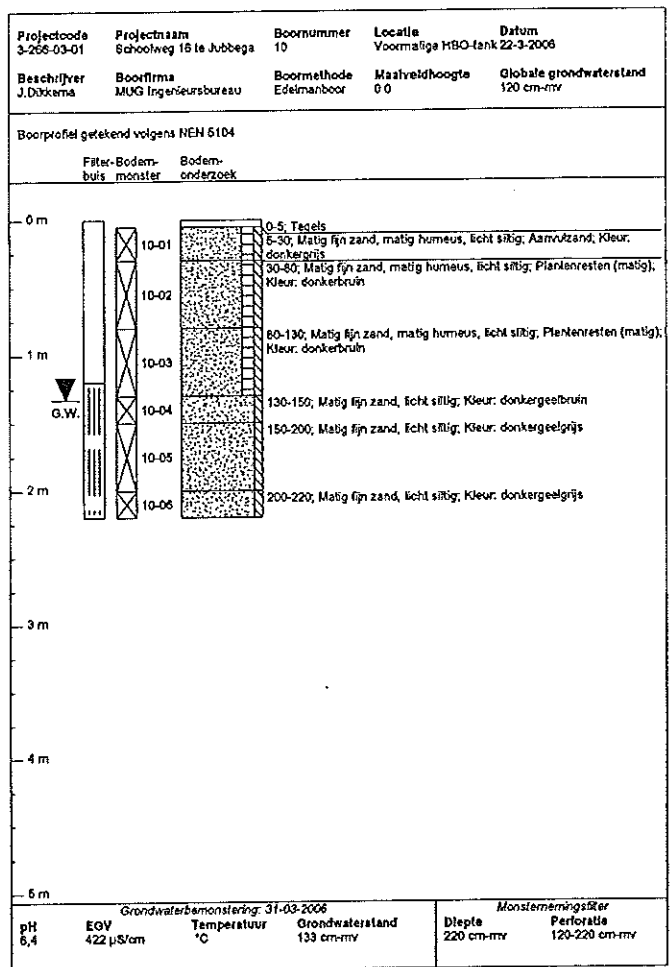 Projectcode Projectnaam Boornummer Locatie Datum
3-266-03-01 Schoolweg 16 te Jubbega 10 Voormalige HBO-tank 22-3-2006
Beschrijver Boorfirma Boormethode Maaiveldhoogte Globale grondwaterstand
J.Dikkema MUG Ingenieursbureau Edelmanboor 0.0 120 cm-mv
Boorprofiel getekend volgens NEN 5104
Filter- Bodem- Bodem-
buis monster onderzoek
0 m
0-5; Tegels
10-01 5-30; Matig fijn zand, matig humeus, licht siltig; Aanvulzand; Kleur:
donkergrijs
30-80; Matig fijn zand, matig humeus, licht siltig; Plantenresten (matig);
10-02 Kleur: donkerbruin
80-130; Matig fijn zand, matig humeus, licht siltig; Plantenresten (matig);
1 m Kleur: donkerbruin
10-03
130-150; Matig fijn zand, licht siltig; Kleur: donkergeelbruin
G.W. 10-04
150-200; Matig fijn zand, licht siltig; Kleur: donkergeelgrijs
10-05
2 m 200-220; Matig fijn zand, licht siltig; Kleur: donkergeelgrijs
10-06
3 m
4 m
5 m
Grondwaterbemonstering: 31-03-2006 Monsternemingsfilter
pH EGV Temperatuur Grondwaterstand Diepte Perforatie
6,4 422 µS/cm °C 133 cm-mv 220 cm-mv 120-220 cm-mv